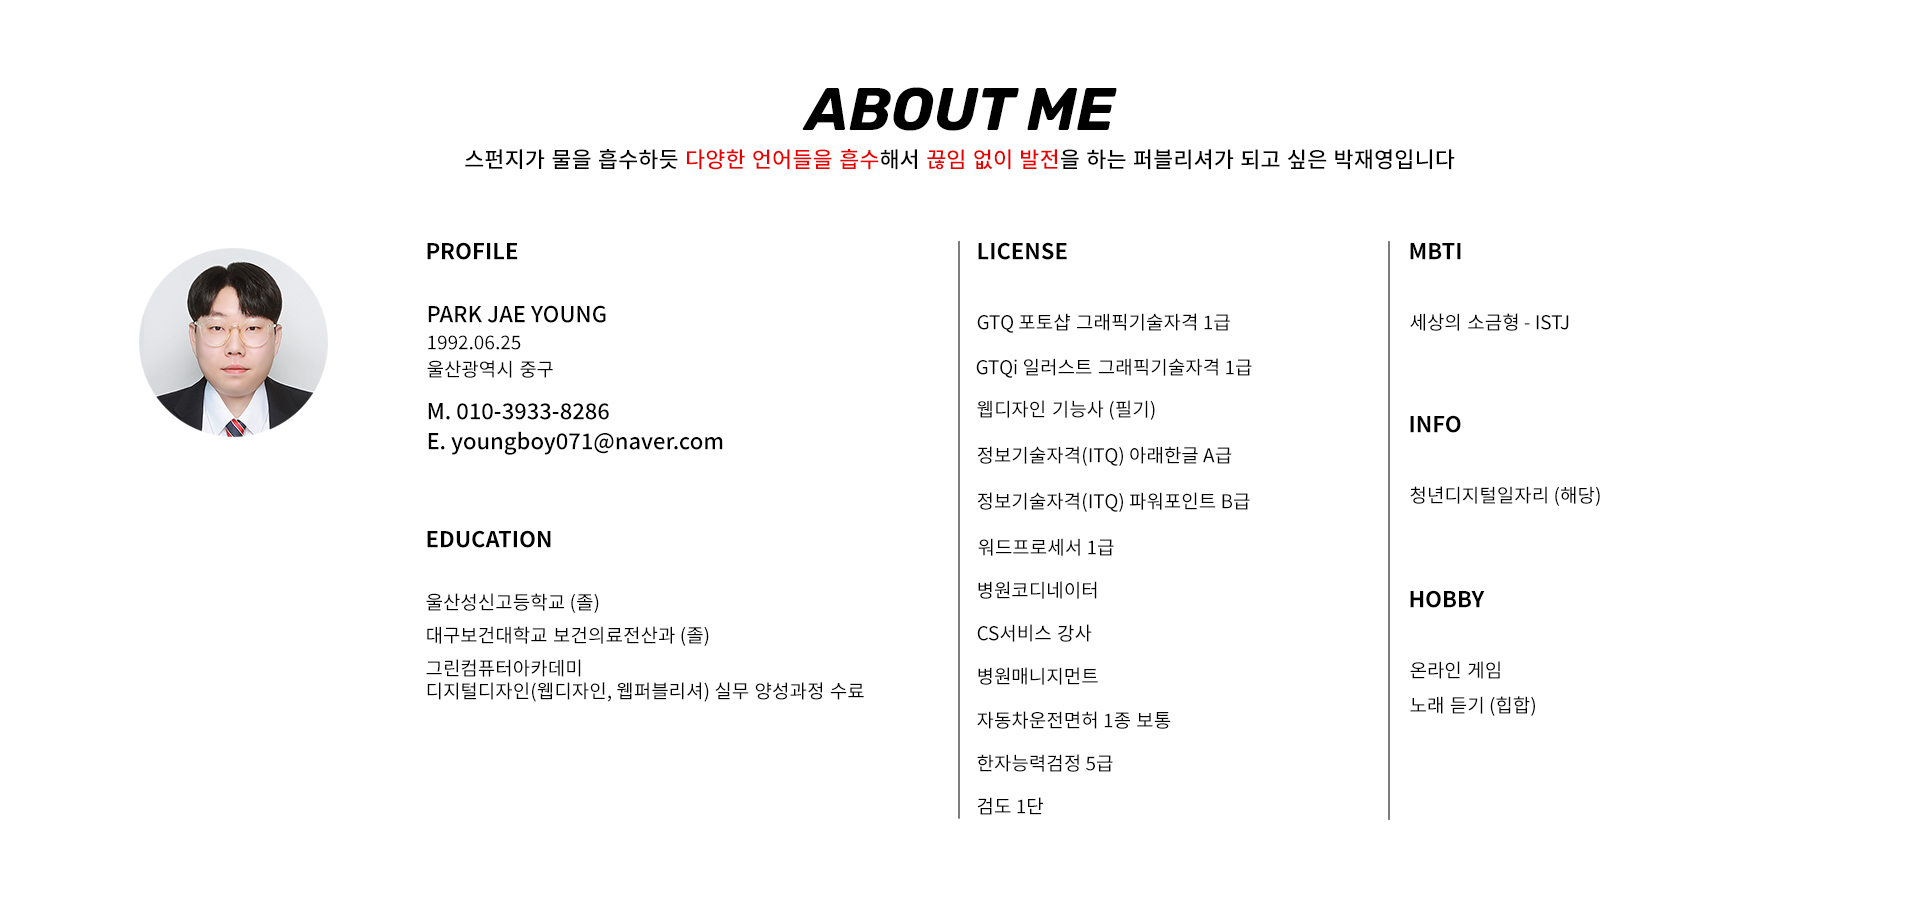 ABOUT ME
스펀지가 물을 흡수하듯 다양한 언어들을 흡수해서 끊임 없이 발전을 하는 퍼블리셔가 되고 싶은 박재영입니다
PROFILE
PARK JAE YOUNG
1992.06.25
울산광역시 중구
M. 010-3933-8286
E. youngboy071@naver.com
EDUCATION
울산성신고등학교 (졸)
대구보건대학교 보건의료전산과 (졸)
그린컴퓨터아카데미
디지털디자인(웹디자인, 웹퍼블리셔) 실무 양성과정 수료
LICENSE
GTQ 포토샵 그래픽기술자격 1급
GTQi 일러스트 그래픽기술자격 1급
웹디자인 기능사 (필기)
정보기술자격(ITQ) 아래한글 A급
정보기술자격(ITQ) 파워포인트 B급
워드프로세서 1급
병원코디네이터
CS서비스 강사
병원매니지먼트
자동차운전면허 1종 보통
한자능력검정 5급
검도 1단
MBTI
세상의 소금형 - ISTJ
INFO
청년디지털일자리 (해당)
HOBBY
온라인 게임
노래 듣기 (힙합)